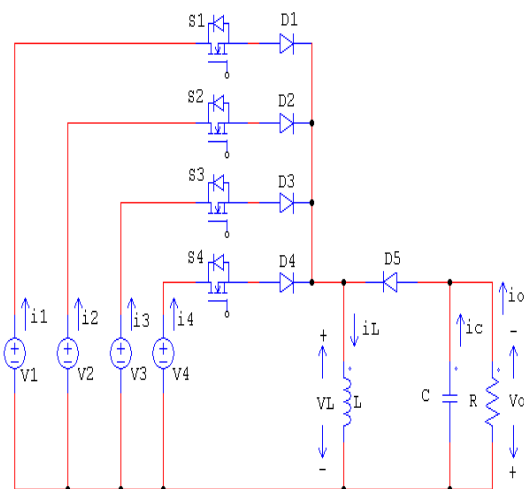 S1 D1
S2 D2
S3 D3
S4 D4 D5
i1 i2 i3 i4 iL ic io
V1 V2 V3 V4
+ VL - L C R - Vo +